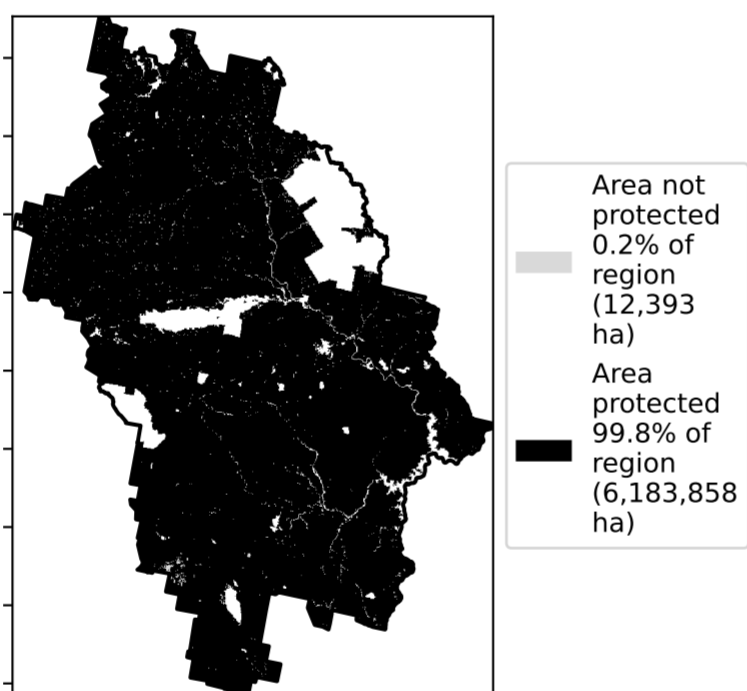 Area not
protected
0.2% of
region
(12,393
ha)
Area
protected
99.8% of
region
(6,183,858
ha)